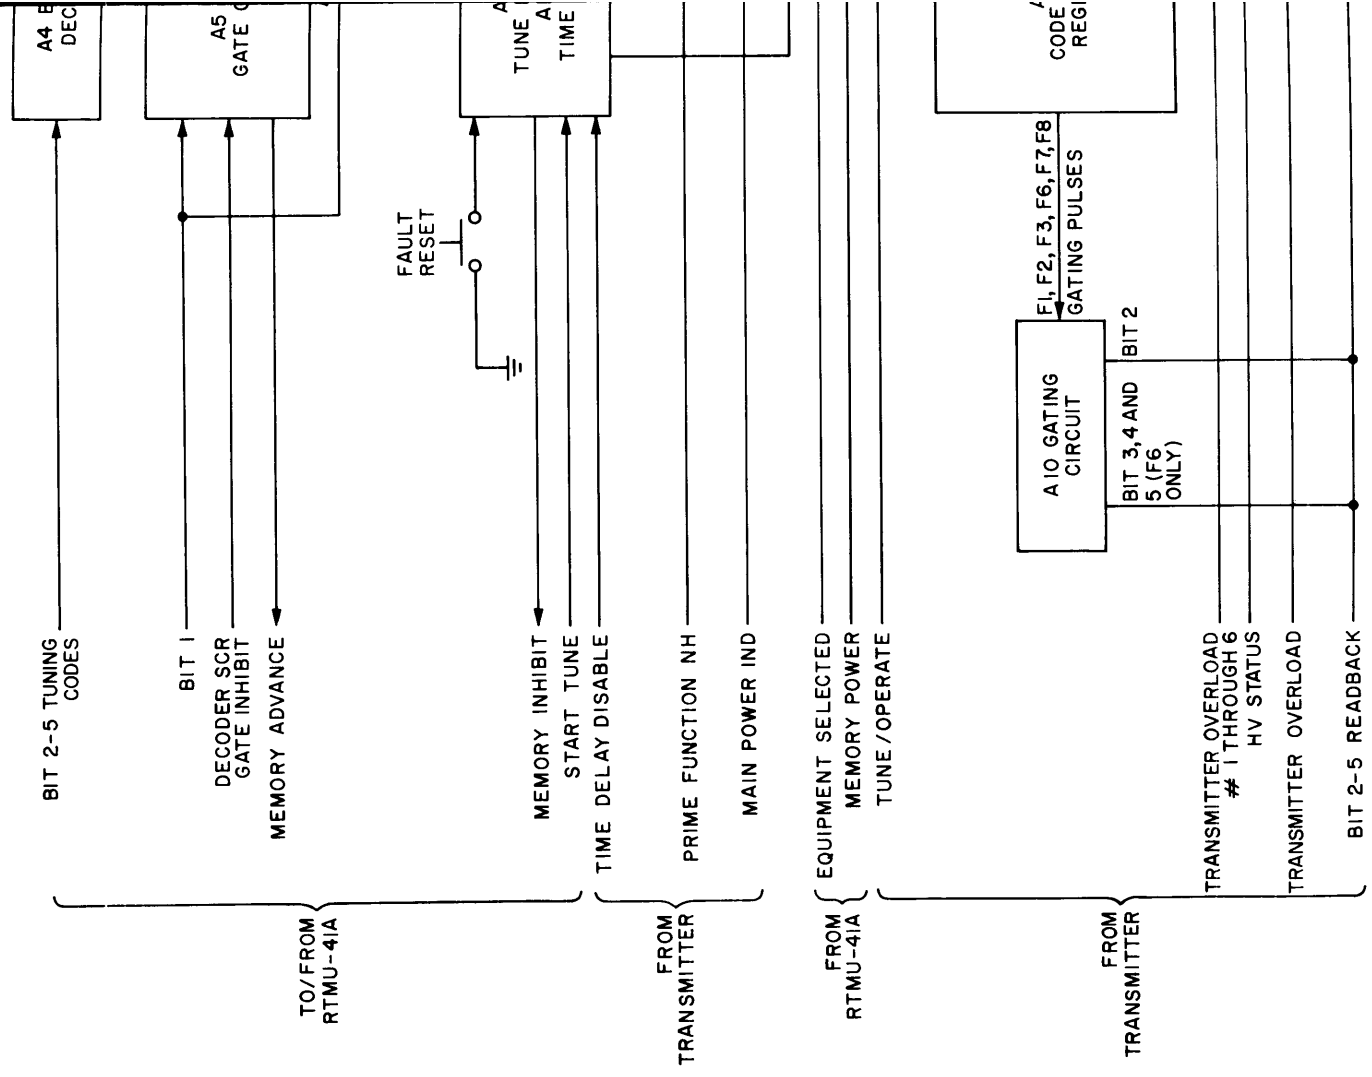 A4
DEC
A5
GATE
TUNE
TIME
CODE
REGI
FAULT
RESET
F1, F2, F3, F6, F7, F8
GATING PULSES
A10 GATING
CIRCUIT
BIT 2
BIT 3, 4 AND
5 (F6
ONLY)
BIT 2-5 TUNING
CODES
BIT 1
DECODER SCR
GATE INHIBIT
MEMORY ADVANCE
MEMORY INHIBIT
START TUNE
TIME DELAY DISABLE
PRIME FUNCTION NH
MAIN POWER IND
EQUIPMENT SELECTED
MEMORY POWER
TUNE/OPERATE
TRANSMITTER OVERLOAD
# 1 THROUGH 6
HV STATUS
TRANSMITTER OVERLOAD
BIT 2-5 READBACK
TO/FROM
RTMU-41A
FROM
TRANSMITTER
FROM
RTMU-41A
FROM
TRANSMITTER